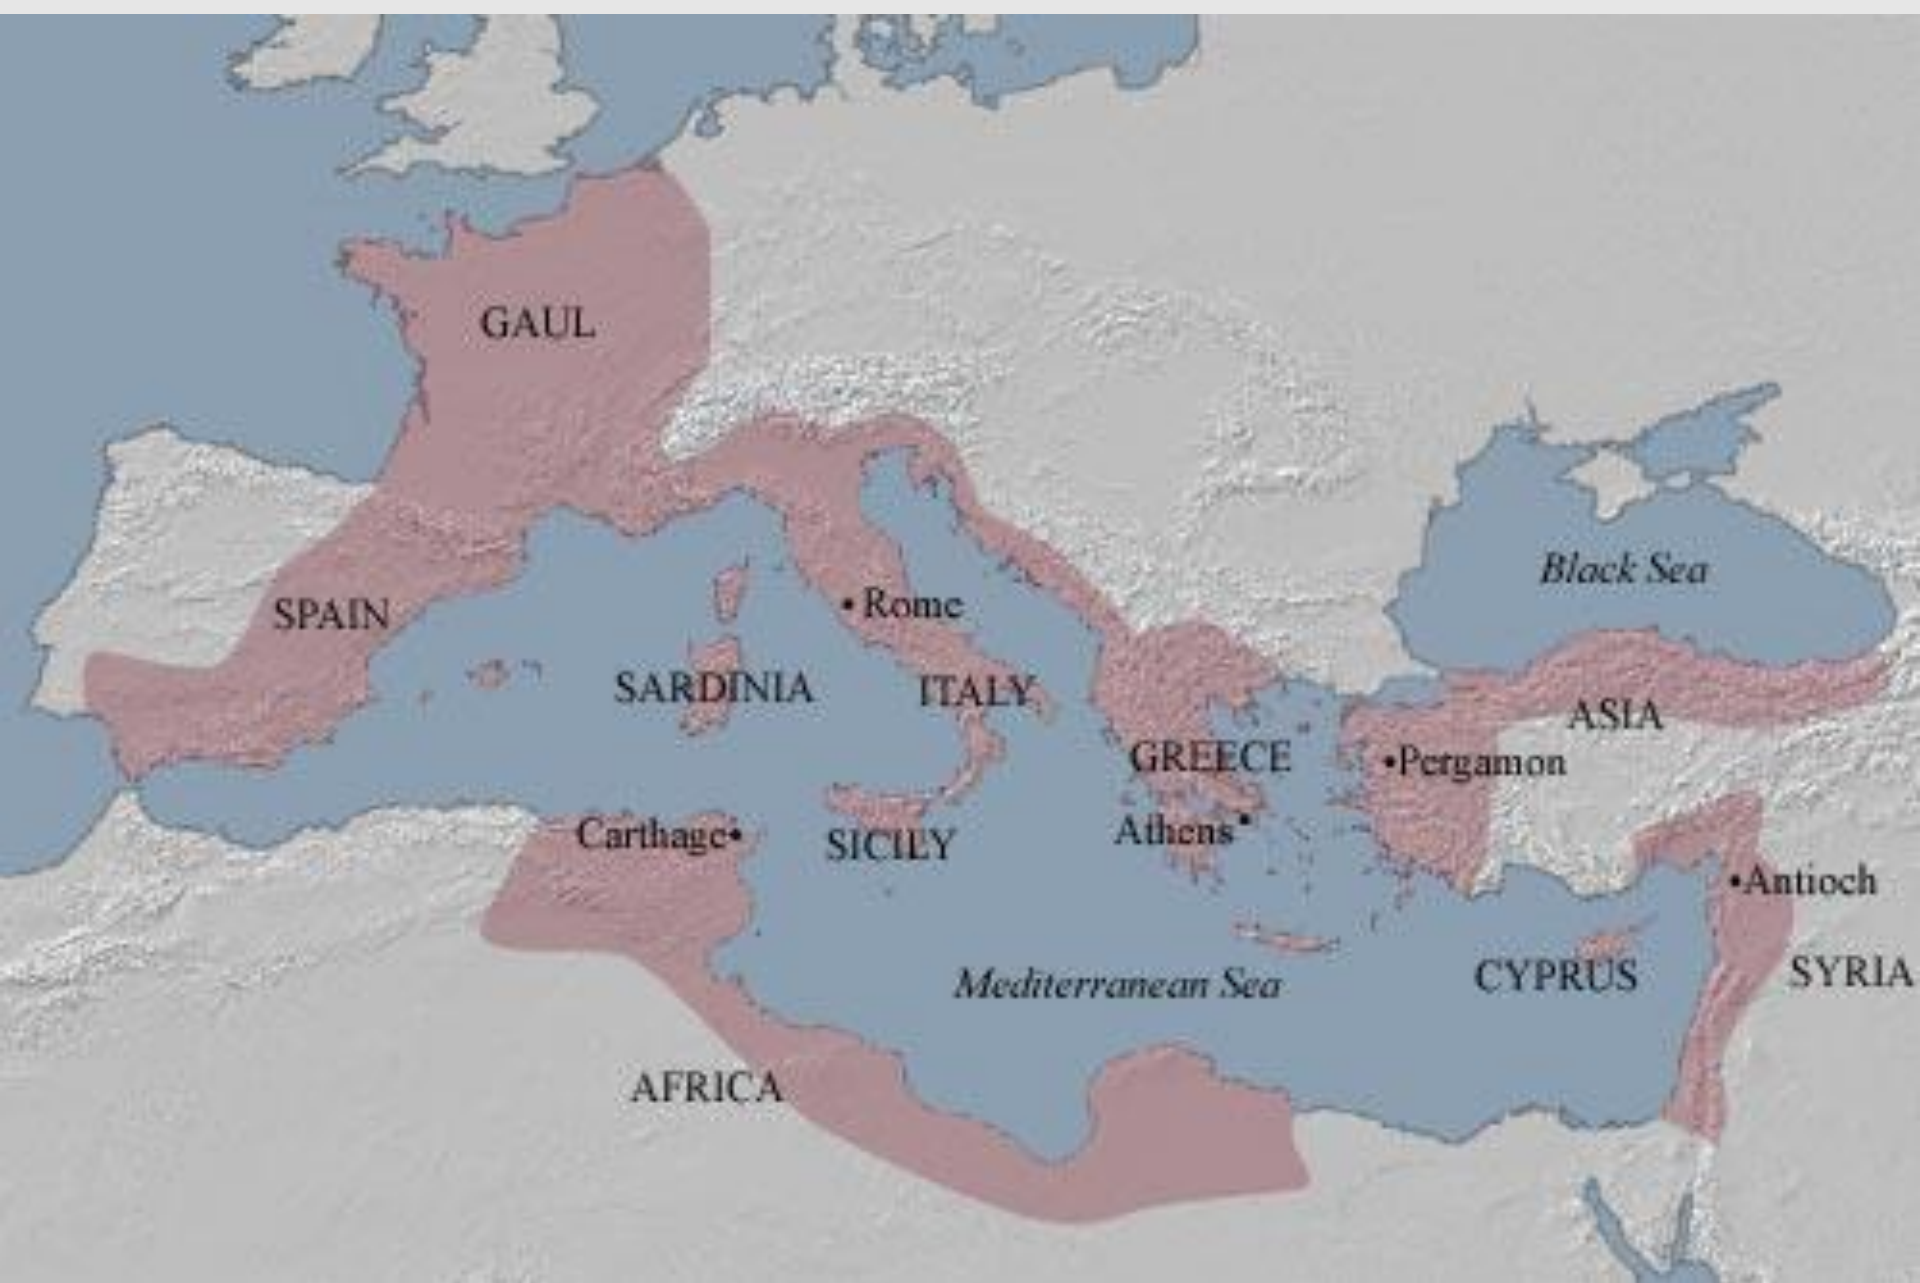 GAUL
Black Sea
SPAIN
Rome
SARDINIA
ITALY
ASIA
GREECE
Pergamon
Carthage
SICILY
Athens
Antioch
Mediterranean Sea
CYPRUS
SYRIA
AFRICA